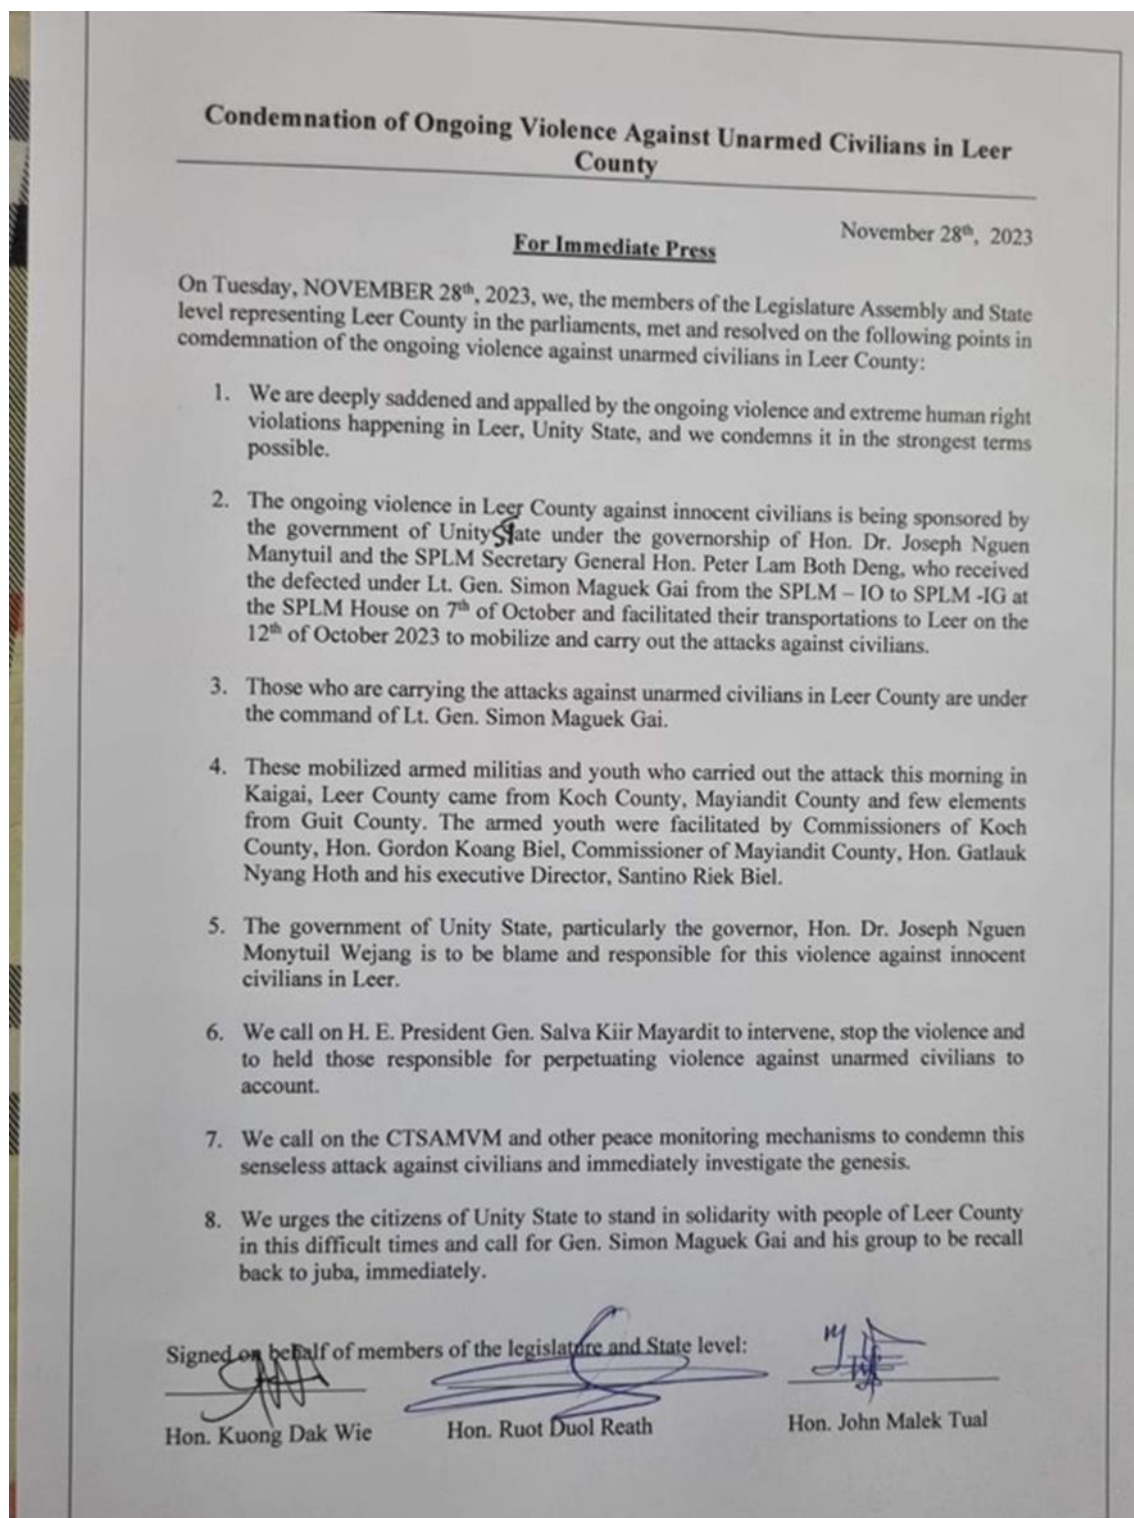 Condemnation of Ongoing Violence Against Unarmed Civilians in Leer
County
November 28th, 2023
For Immediate Press
On Tuesday, NOVEMBER 28th, 2023, we, the members of the Legislature Assembly and State
level representing Leer County in the parliaments, met and resolved on the following points in
comdemnation of the ongoing violence against unarmed civilians in Leer County:
1. We are deeply saddened and appalled by the ongoing violence and extreme human right
violations happening in Leer, Unity State, and we condemns it in the strongest terms
possible.
2. The ongoing violence in Leer County against innocent civilians is being sponsored by
the government of Unity State under the governorship of Hon. Dr. Joseph Nguen
Manytuil and the SPLM Secretary General Hon. Peter Lam Both Deng, who received
the defected under Lt. Gen. Simon Maguek Gai from the SPLM – IO to SPLM -IG at
the SPLM House on 7th of October and facilitated their transportations to Leer on the
12th of October 2023 to mobilize and carry out the attacks against civilians.
3. Those who are carrying the attacks against unarmed civilians in Leer County are under
the command of Lt. Gen. Simon Maguek Gai.
4. These mobilized armed militias and youth who carried out the attack this morning in
Kaigai, Leer County came from Koch County, Mayiandit County and few elements
from Guit County. The armed youth were facilitated by Commissioners of Koch
County, Hon. Gordon Koang Biel, Commissioner of Mayiandit County, Hon. Gatlauk
Nyang Hoth and his executive Director, Santino Riek Biel.
5. The government of Unity State, particularly the governor, Hon. Dr. Joseph Nguen
Monytuil Wejang is to be blame and responsible for this violence against innocent
civilians in Leer.
6. We call on H. E. President Gen. Salva Kiir Mayardit to intervene, stop the violence and
to held those responsible for perpetuating violence against unarmed civilians to
account.
7. We call on the CTSAMVM and other peace monitoring mechanisms to condemn this
senseless attack against civilians and immediately investigate the genesis.
8. We urges the citizens of Unity State to stand in solidarity with people of Leer County
in this difficult times and call for Gen. Simon Maguek Gai and his group to be recall
back to juba, immediately.
Signed on behalf of members of the legislature and State level:
Hon. Kuong Dak Wie
Hon. Ruot Duol Reath
Hon. John Malek Tual